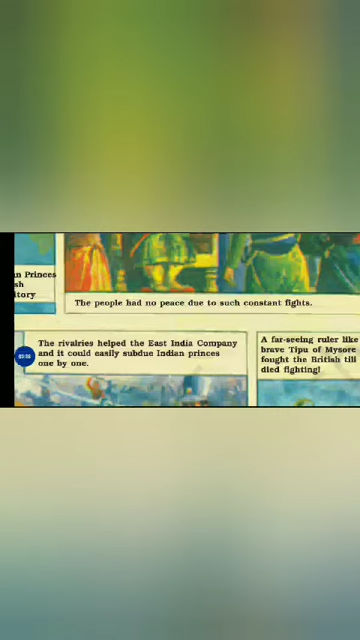 n Princes
sh
itory
The people had no peace due to such constant fights.
The rivalries helped the East India Company
and it could easily subdue Indian princes
one by one.
A far-seeing ruler like
brave Tipu of Mysore
fought the British till
died fighting!